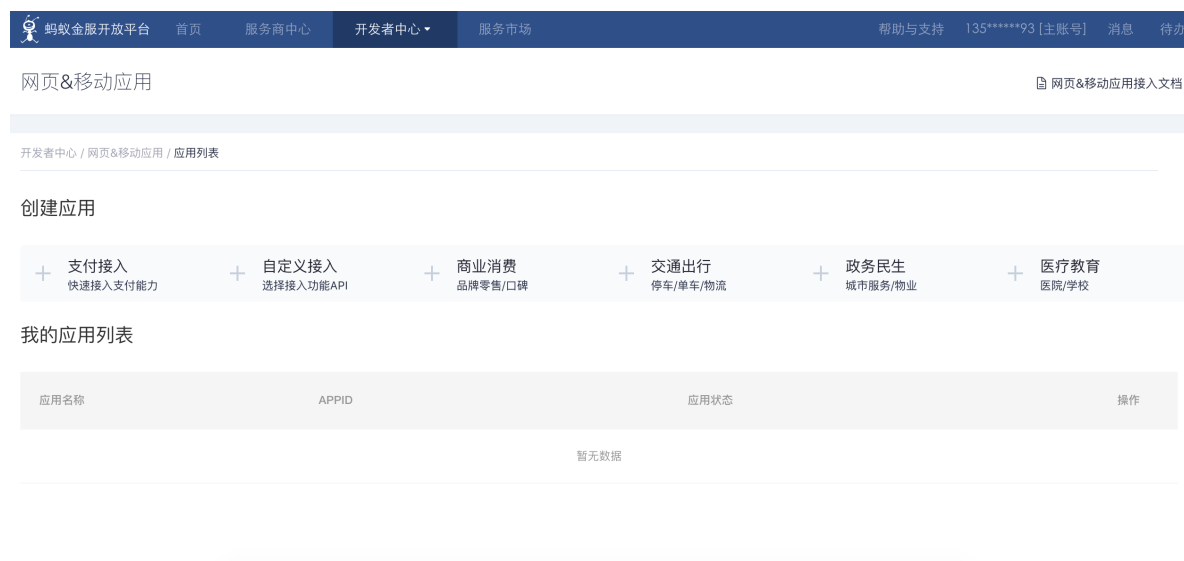 蚂蚁金服开放平台 首页 服务商中心 开发者中心 服务市场 帮助与支持 135******93 [主账号] 消息 待办
网页&移动应用 网页&移动应用接入文档
开发者中心 / 网页&移动应用 / 应用列表
创建应用
支付接入 自定义接入 商业消费 交通出行 政务民生 医疗教育
快速接入支付能力 选择接入功能API 品牌零售/口碑 停车/单车/物流 城市服务/物业 医院/学校
我的应用列表
应用名称 APPID 应用状态 操作
暂无数据